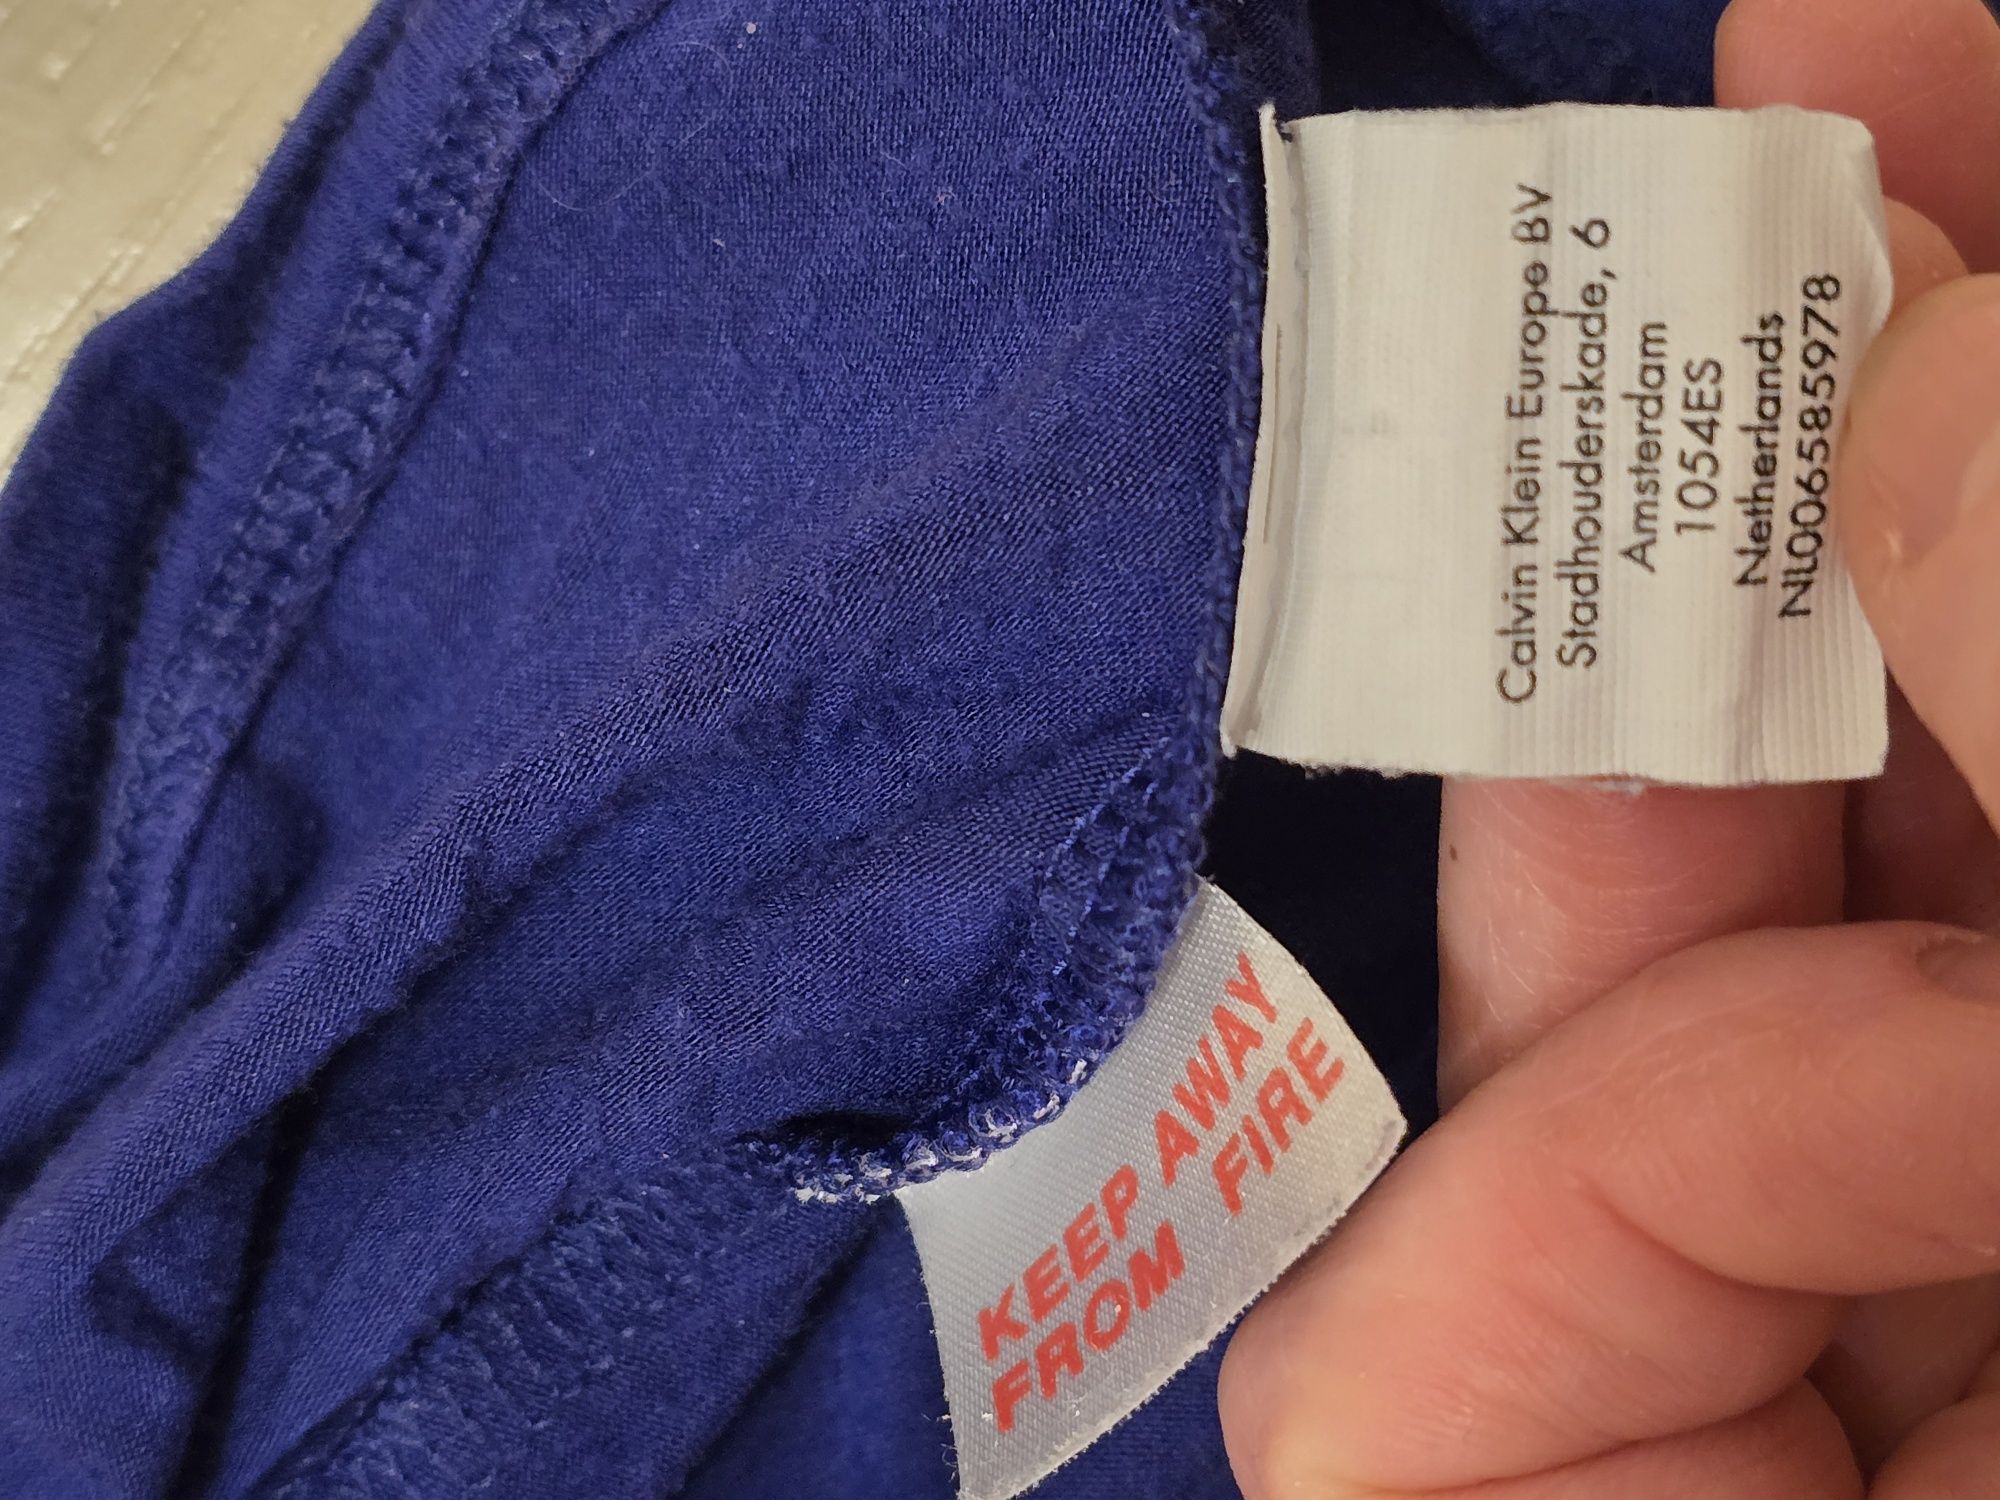 Calvin Klein Europe BV
Stadhouderskade, 6
Amsterdam
1054ES
Netherlands
NL006585978
KEEP AWAY
FROM FIRE